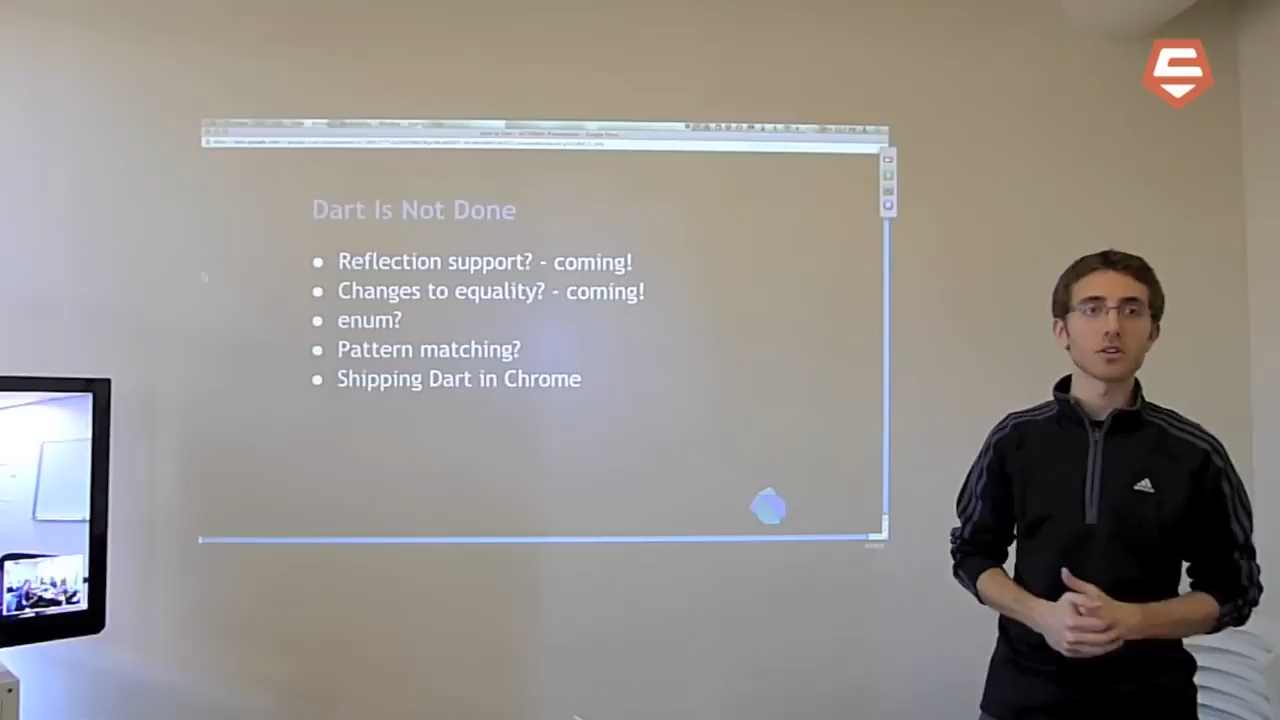 Dart Is Not Done
• Reflection support? - coming!
• Changes to equality? - coming!
• enum?
• Pattern matching?
• Shipping Dart in Chrome